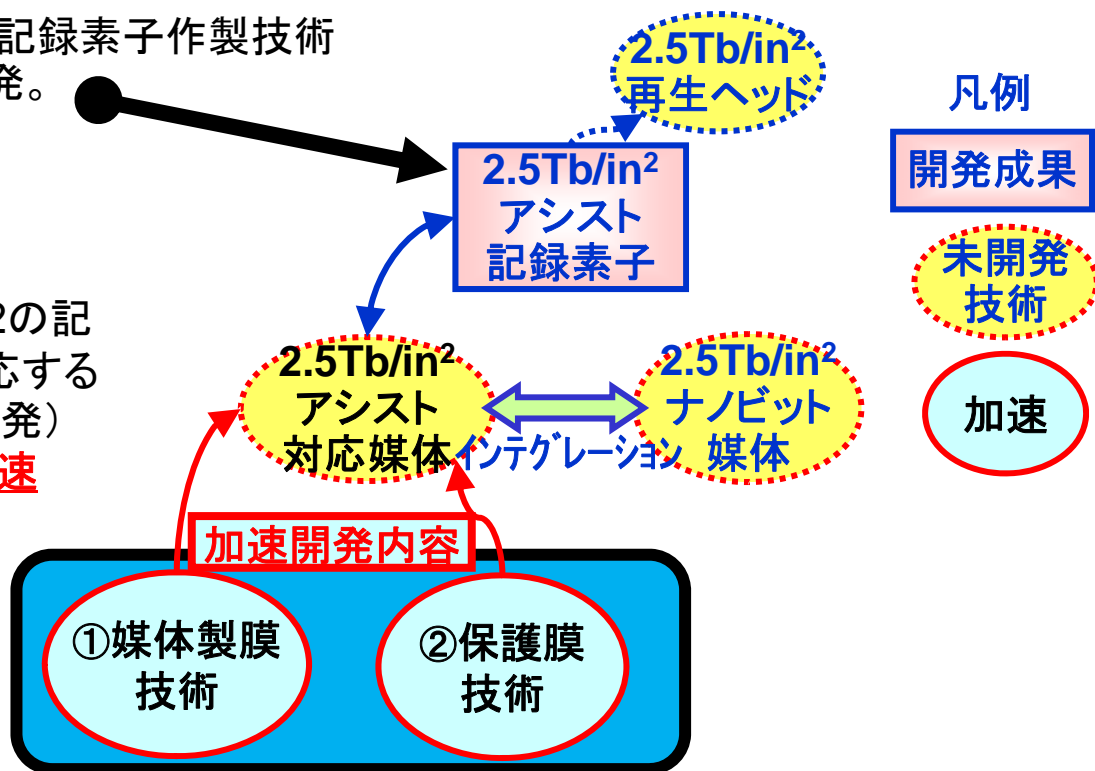 記録素子作製技術
発。
2.5Tb/in²
再生ヘッド
凡例
2.5Tb/in²
アシスト
記録素子
開発成果
未開発
技術
2の記
応する
発)
速
2.5Tb/in²
アシスト
対応媒体
インテグレーション
2.5Tb/in²
ナノビット
媒体
加速
加速開発内容
①媒体製膜
技術
②保護膜
技術